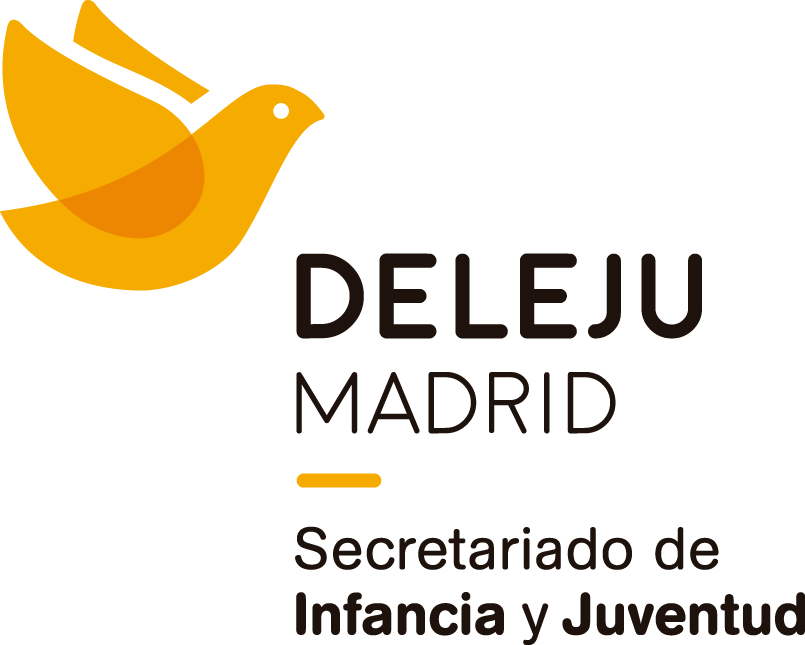 DELEJU
MADRID
Secretariado de
Infancia y Juventud